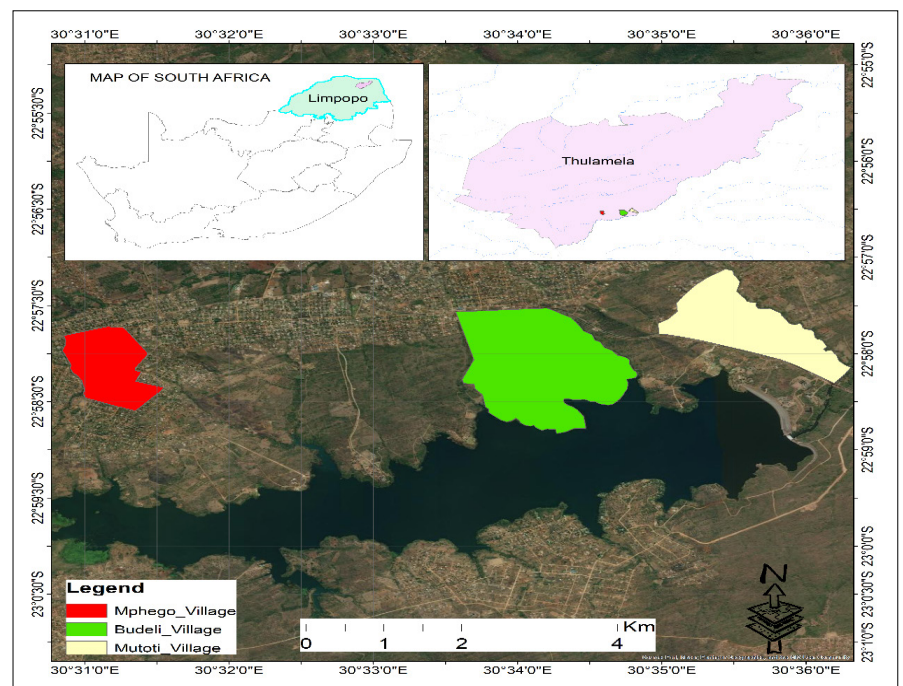 30°31'0"E 30°32'0"E 30°33'0"E 30°34'0"E 30°35'0"E
MAP OF SOUTH AFRICA
Limpopo
Thulamela
22°55'30"S
22°56'30"S
22°57'30"S
22°58'30"S
22°59'30"S
23°0'30"S
22°55'0"S
22°56'0"S
22°57'0"S
22°58'0"S
22°59'0"S
23°0'0"S
23°0'30"S
23°1'0"S
Legend
Mphego_Village
Budeli_Village
Mutoti_Village
Km
0 1 2 4
N
30°31'0"E 30°32'0"E 30°33'0"E 30°34'0"E 30°35'0"E 30°36'0"E